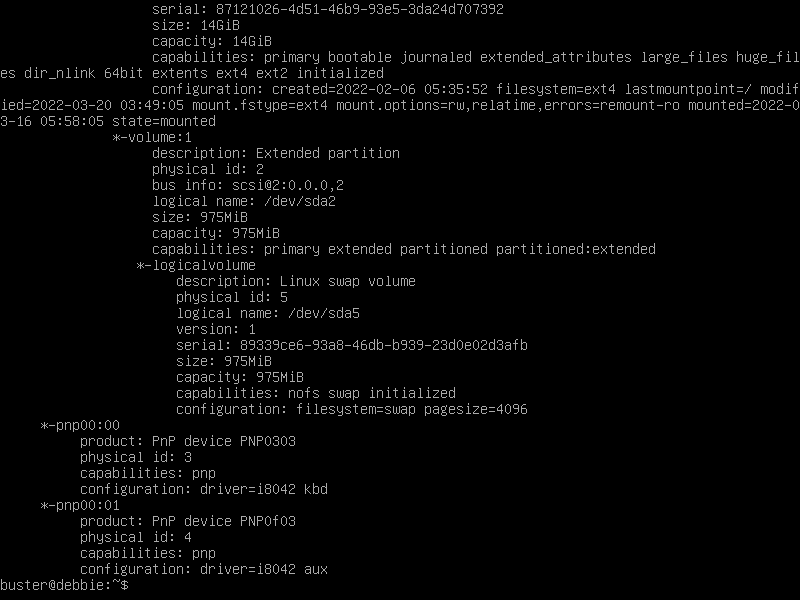 serial: 87121026-4d51-46b9-93e5-3da24d707392
size: 14GiB
capacity: 14GiB
capabilities: primary bootable journaled extended_attributes large_files huge_fil
es dir_nlink 64bit extents ext4 ext2 initialized
configuration: created=2022-02-06 05:35:52 filesystem=ext4 lastmountpoint=/ modif
ied=2022-03-20 03:49:05 mount.fstype=ext4 mount.options=rw,relatime,errors=remount-ro mounted=2022-0
3-16 05:58:05 state=mounted
*-volume:1
description: Extended partition
physical id: 2
bus info: scsi@2:0.0.0,2
logical name: /dev/sda2
size: 975MiB
capacity: 975MiB
capabilities: primary extended partitioned partitioned:extended
*-logicalvolume
description: Linux swap volume
physical id: 5
logical name: /dev/sda5
version: 1
serial: 89339ce6-93a8-46db-b939-23d0e02d3afb
size: 975MiB
capacity: 975MiB
capabilities: nofs swap initialized
configuration: filesystem=swap pagesize=4096
*-pnp00:00
product: PnP device PNP0303
physical id: 3
capabilities: pnp
configuration: driver=i8042 kbd
*-pnp00:01
product: PnP device PNP0f03
physical id: 4
capabilities: pnp
configuration: driver=i8042 aux
buster@debbie:~$